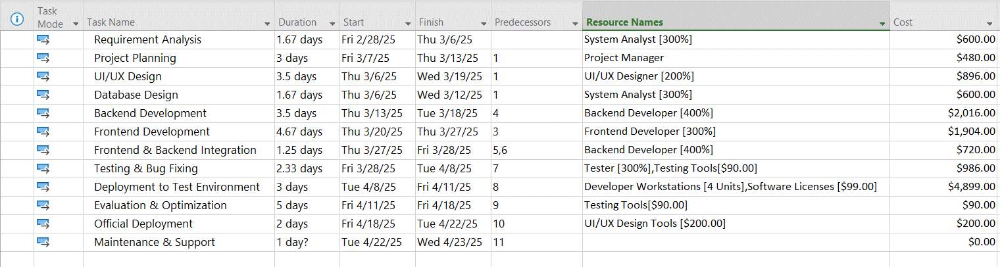 Task Mode Task Name Duration Start Finish Predecessors Resource Names Cost
Requirement Analysis 1.67 days Fri 2/28/25 Thu 3/6/25 System Analyst [300%] $600.00
Project Planning 3 days Fri 3/7/25 Thu 3/13/25 1 Project Manager $480.00
UI/UX Design 3.5 days Thu 3/6/25 Wed 3/19/25 1 UI/UX Designer [200%] $896.00
Database Design 1.67 days Thu 3/6/25 Wed 3/12/25 1 System Analyst [300%] $600.00
Backend Development 3.5 days Thu 3/13/25 Tue 3/18/25 4 Backend Developer [400%] $2,016.00
Frontend Development 4.67 days Thu 3/20/25 Thu 3/27/25 3 Frontend Developer [300%] $1,904.00
Frontend & Backend Integration 1.25 days Thu 3/27/25 Fri 3/28/25 5,6 Backend Developer [400%] $720.00
Testing & Bug Fixing 2.33 days Fri 3/28/25 Tue 4/8/25 7 Tester [300%],Testing Tools[$90.00] $986.00
Deployment to Test Environment 3 days Tue 4/8/25 Fri 4/11/25 8 Developer Workstations [4 Units],Software Licenses [$99.00] $4,899.00
Evaluation & Optimization 5 days Fri 4/11/25 Fri 4/18/25 9 Testing Tools[$90.00] $90.00
Official Deployment 2 days Fri 4/18/25 Tue 4/22/25 10 UI/UX Design Tools [$200.00] $200.00
Maintenance & Support 1 day? Tue 4/22/25 Wed 4/23/25 11 $0.00